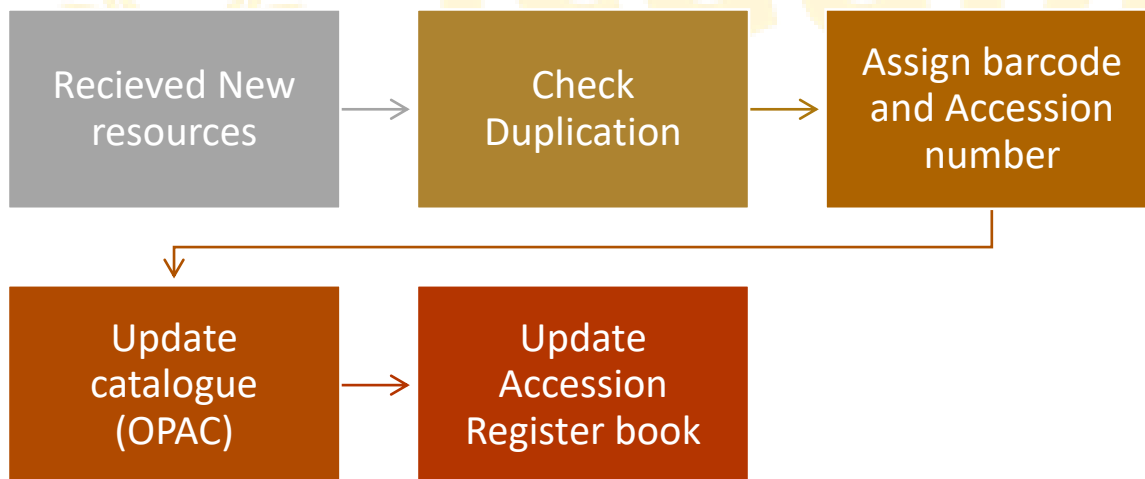 Recieved New
resources
Check
Duplication
Assign barcode
and Accession
number
Update
catalogue
(OPAC)
Update
Accession
Register book